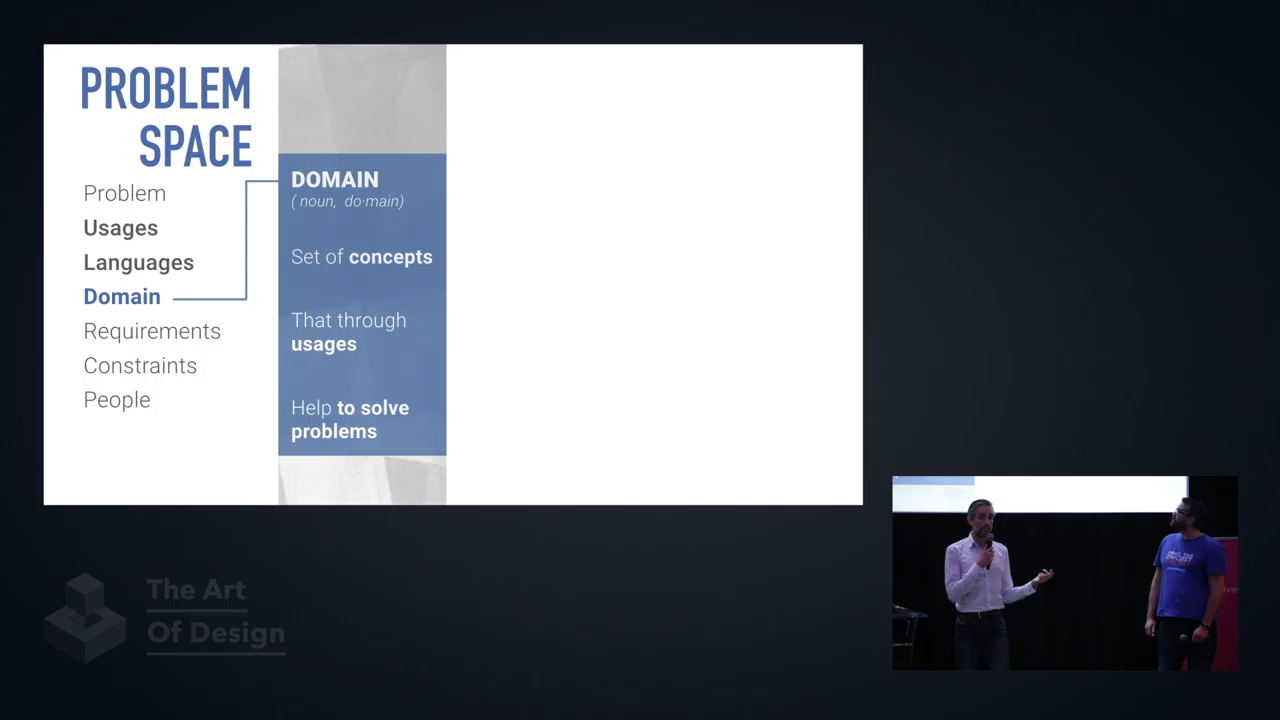 PROBLEM
SPACE
Problem
Usages
Languages
Domain
Requirements
Constraints
People
DOMAIN
( noun, do·main)
Set of concepts
That through
usages
Help to solve
problems
The Art
Of Design